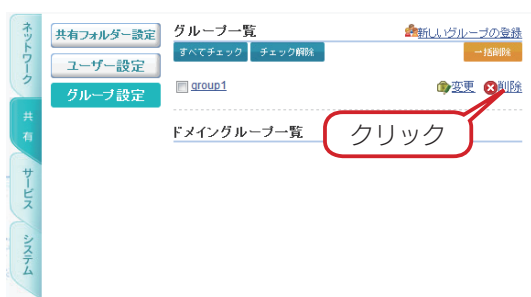 ネットワーク
共有
サービス
システム
共有フォルダー設定
ユーザー設定
グループ設定
グループ一覧
新しいグループの登録
すべてチェック チェック解除 一括削除
group1 変更 削除
ドメイングループ一覧
クリック